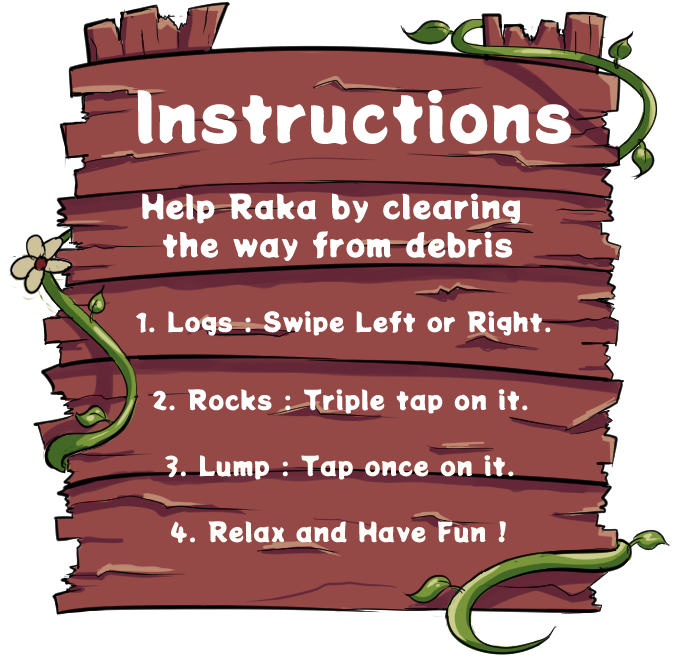 Instructions
Help Raka by clearing
the way from debris
1. Logs : Swipe Left or Right.
2. Rocks : Triple tap on it.
3. Lump : Tap once on it.
4. Relax and Have Fun !